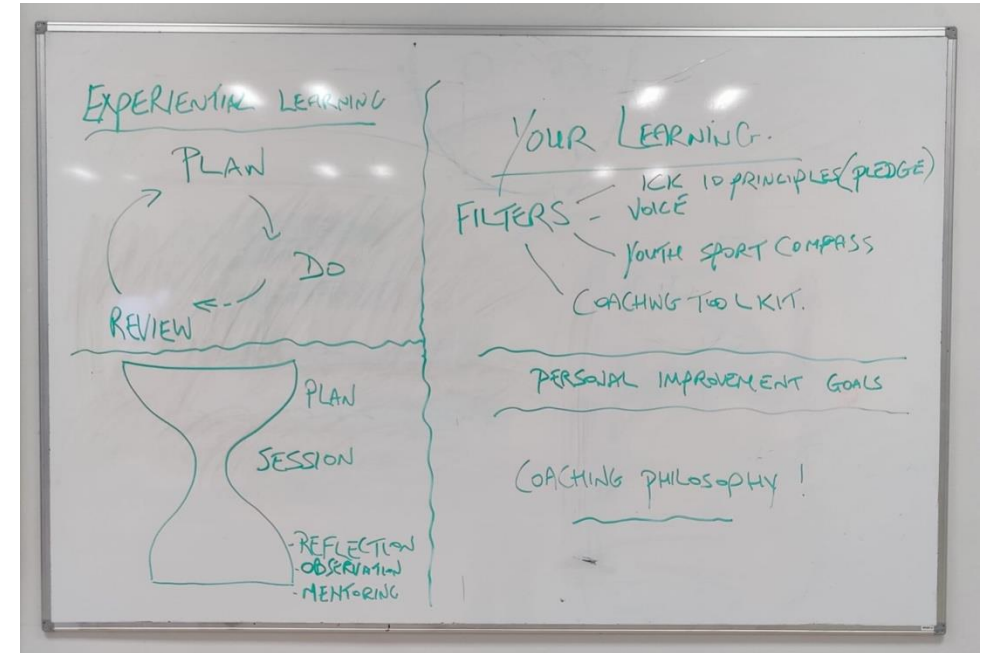 EXPERIENTIAL LEARNING
PLAN
DO
REVIEW
PLAN
SESSION
-REFLECTION
-OBSERVATION
-MENTORING
YOUR LEARNING.
FILTERS - ICK 10 PRINCIPLES (PLEDGE)
- VOICE
YOUTH SPORT COMPASS
COACHING TOOLKIT.
PERSONAL IMPROVEMENT GOALS
COACHING PHILOSOPHY !